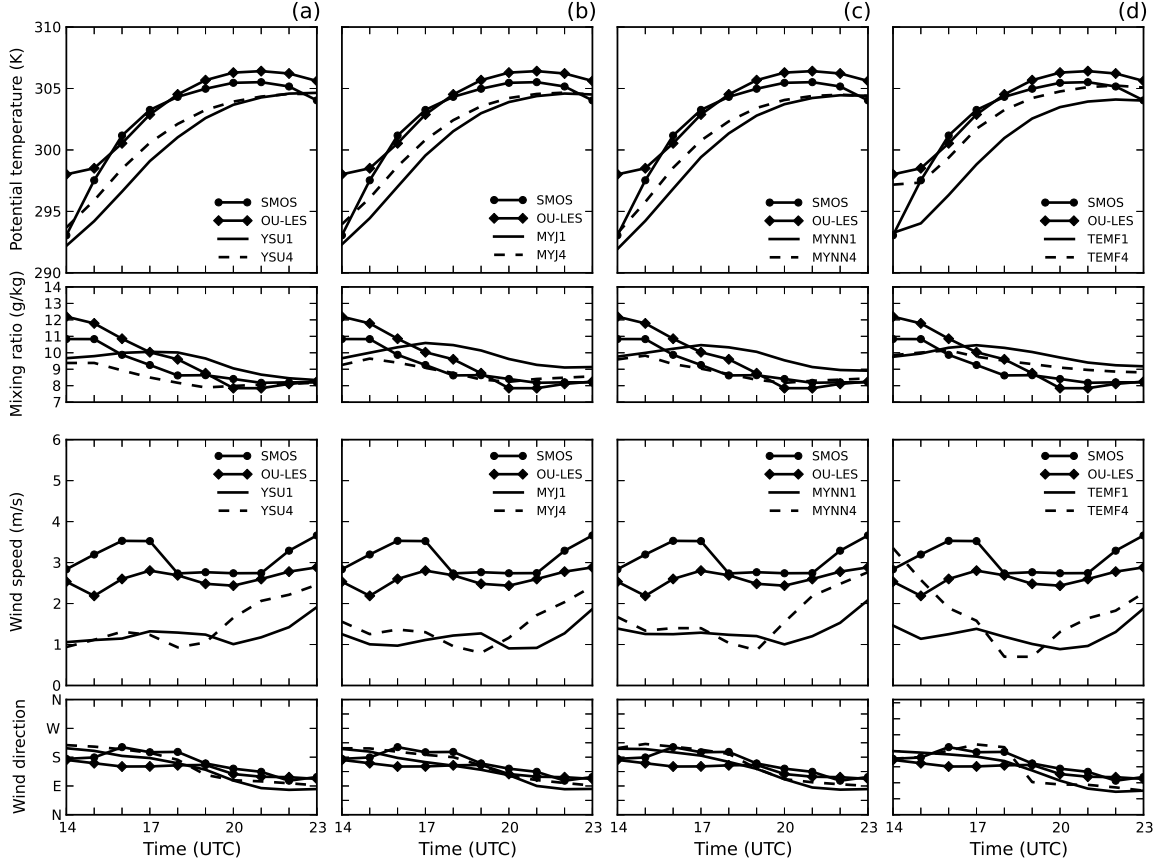 (a) (b) (c) (d)
Potential temperature (K)
310
305
300
295
290
SMOS
OU-LES
YSU1
YSU4
SMOS
OU-LES
MYJ1
MYJ4
SMOS
OU-LES
MYNN1
MYNN4
SMOS
OU-LES
TEMF1
TEMF4
Mixing ratio (g/kg)
14
13
12
11
10
9
8
7
Wind speed (m/s)
6
5
4
3
2
1
0
SMOS
OU-LES
YSU1
YSU4
SMOS
OU-LES
MYJ1
MYJ4
SMOS
OU-LES
MYNN1
MYNN4
SMOS
OU-LES
TEMF1
TEMF4
Wind direction
N
W
S
E
N
14 17 20 23 14 17 20 23 14 17 20 23 14 17 20 23
Time (UTC) Time (UTC) Time (UTC) Time (UTC)